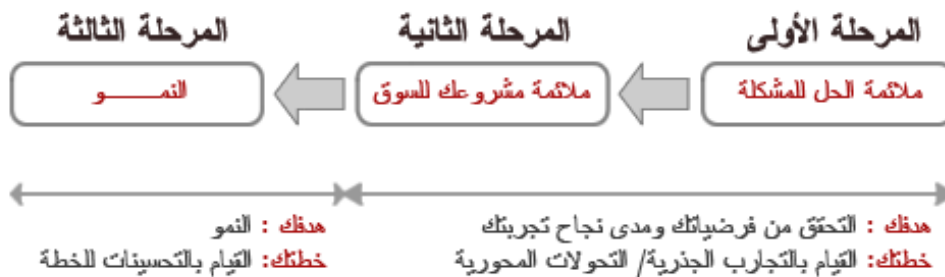 المرحلة الأولى
المرحلة الثانية
المرحلة الثالثة
ملائمة الحل للمشكلة
ملائمة مشروعك للسوق
النمـــــــو
هدفك : التحقق من فرضياتك ومدى نجاح تجربتك
خطتك: القيام بالتجارب الجذرية/ التحولات المحورية
هدفك : النمو
خطتك: القيام بالتحسينات للخطة